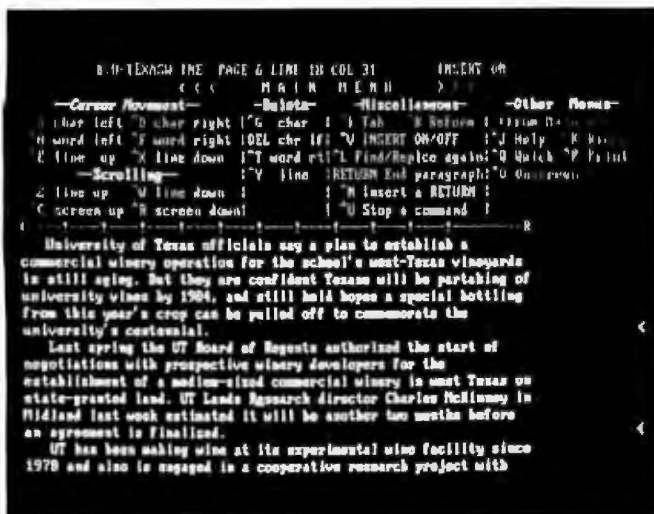 PAGE 6 LINE 18 COL 31 INSERT ON
< < < M A I N M E N U >
—Cursor Movement— —Delete— —Miscellaneous— —Other Menus—
char left ^D char right |^G char | Tab ^B Reform |
word left ^F word right |DEL chr lf| ^V INSERT ON/OFF |^J Help ^K
line up ^X line down |^T word rt|^L Find/Replce again|^Q Quick ^P Print
—Scrolling— |^Y line |RETURN End paragraph|^O Onscreen
line up ^W line down | | ^N Insert a RETURN |
screen up ^R screen down| | ^U Stop a command |
University of Texas officials say a plan to establish a
commercial winery operation for the school's west-Texas vineyards
is still aging. But they are confident Texans will be partaking of
university wines by 1984, and still hold hopes a special bottling
from this year's crop can be pulled off to commemorate the
university's centennial.
Last spring the UT Board of Regents authorized the start of
negotiations with prospective winery developers for the
establishment of a medium-sized commercial winery in west Texas on
state-granted land. UT Lands Research director Charles McKinney in
Midland last week estimated it will be another two months before
an agreement is finalized.
UT has been making wine at its experimental wine facility since
1978 and also is engaged in a cooperative research project with